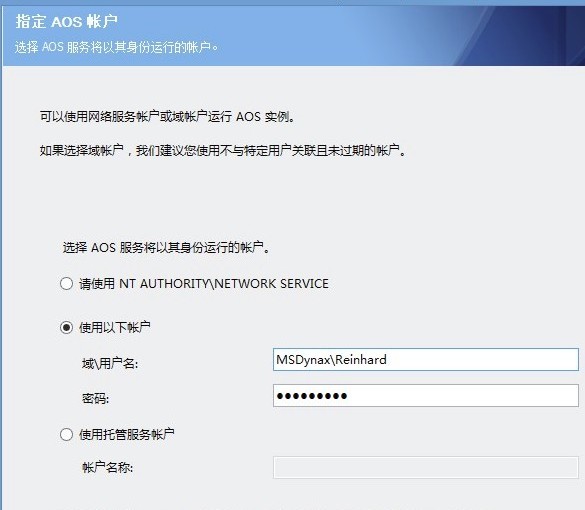 指定 AOS 帐户
选择 AOS 服务将以其身份运行的帐户。
可以使用网络服务帐户或域帐户运行 AOS 实例。
如果选择域帐户，我们建议您使用不与特定用户关联且未过期的帐户。
选择 AOS 服务将以其身份运行的帐户。
请使用 NT AUTHORITY\NETWORK SERVICE
使用以下帐户
域\用户名: MSDynax\Reinhard
密码: ●●●●●●●●●
使用托管服务帐户
帐户名称: